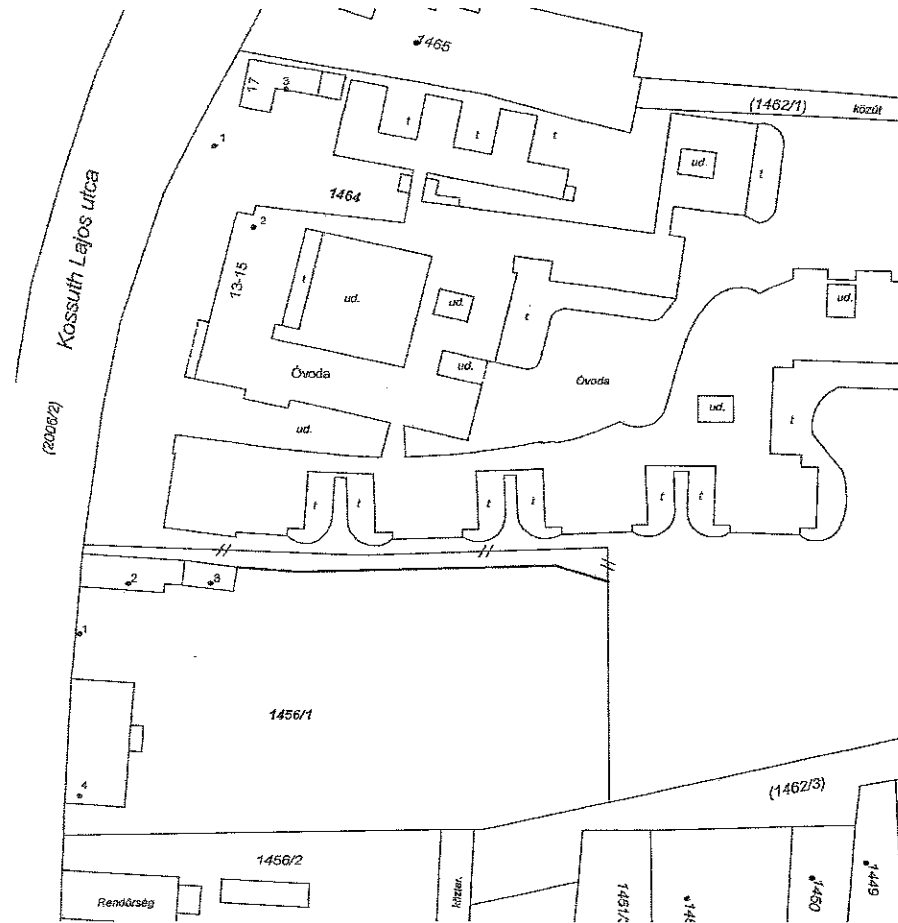 1465
(1462/1)
közút
17
3
t
t
t
ud.
t
1
1464
2
Kossuth Lajos utca
13-15
t
ud.
ud.
t
ud.
Óvoda
ud.
Óvoda
ud.
ud.
t
(2006/2)
t
t
t
t
t
t
2
3
1
1456/1
4
(1462/3)
1456/2
Rendőrség
közter.
1450
1449